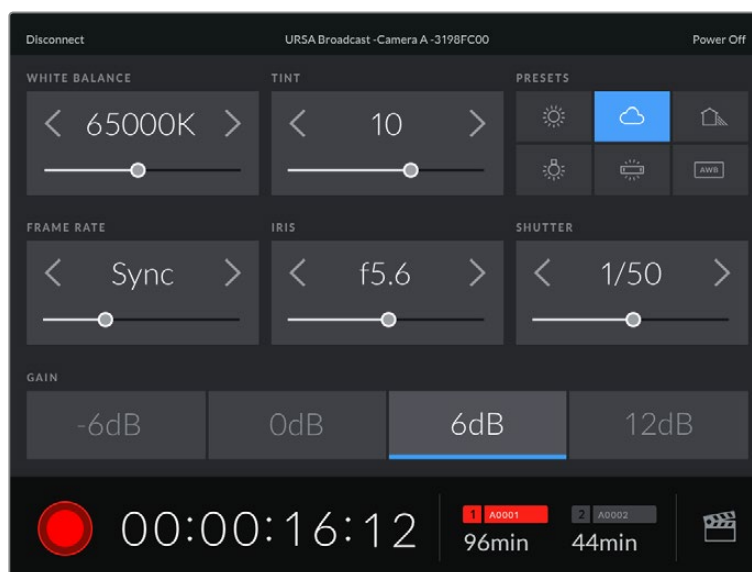 Disconnect URSA Broadcast -Camera A -3198FC00 Power Off
WHITE BALANCE TINT PRESETS
65000K 10
AWB
FRAME RATE IRIS SHUTTER
Sync f5.6 1/50
GAIN
-6dB 0dB 6dB 12dB
00:00:16:12
1 A0001 2 A0002
96min 44min